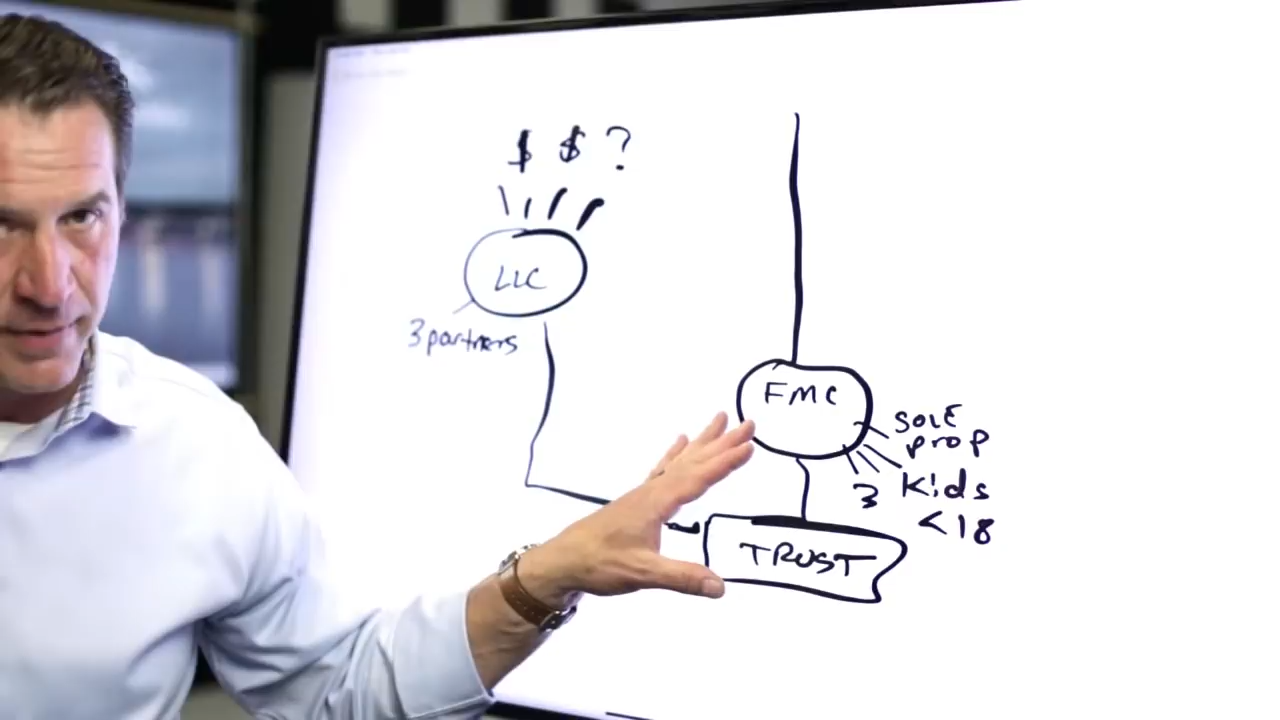 $ $ ?
LLC
3 partners
FMC
SOLE
prop
3 Kids
<18
TRUST